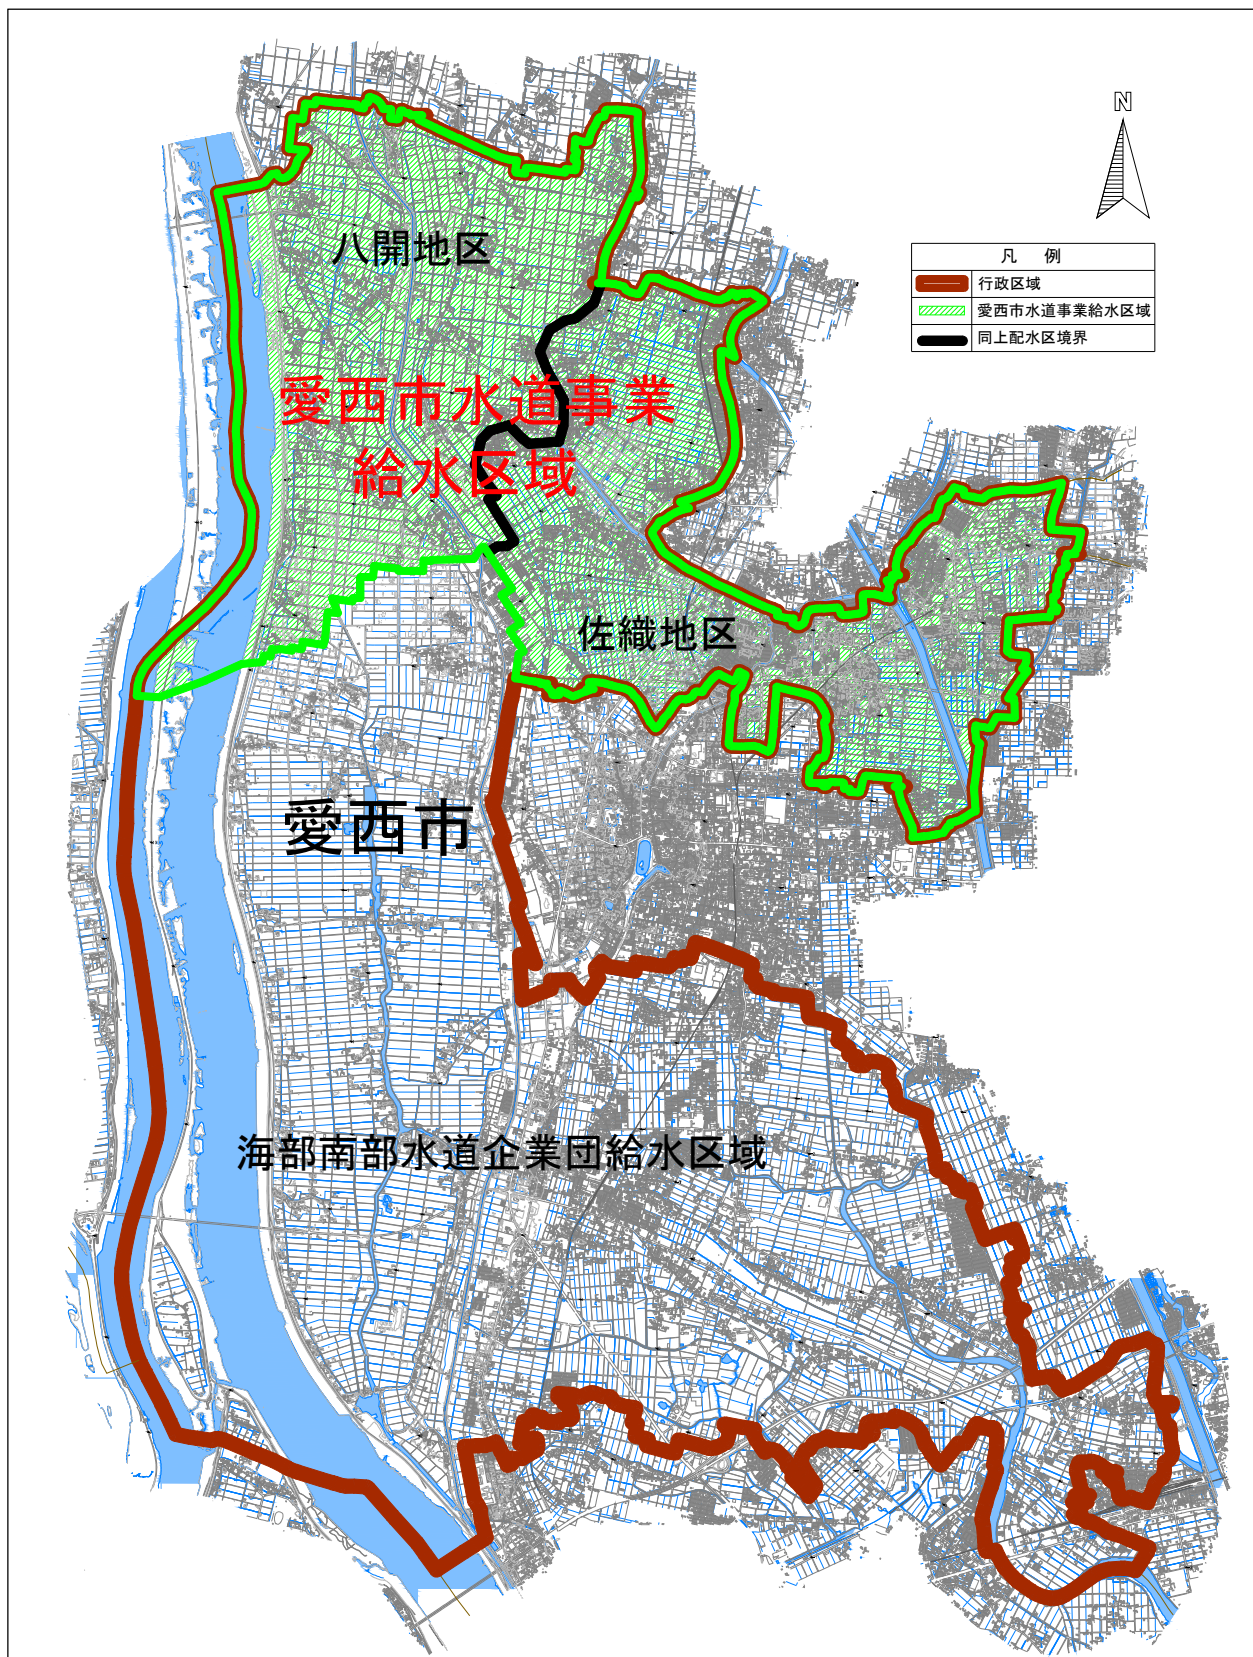 N
凡 例
行政区域
愛西市水道事業給水区域
同上配水区境界
八開地区
愛西市水道事業
給水区域
佐織地区
愛西市
海部南部水道企業団給水区域